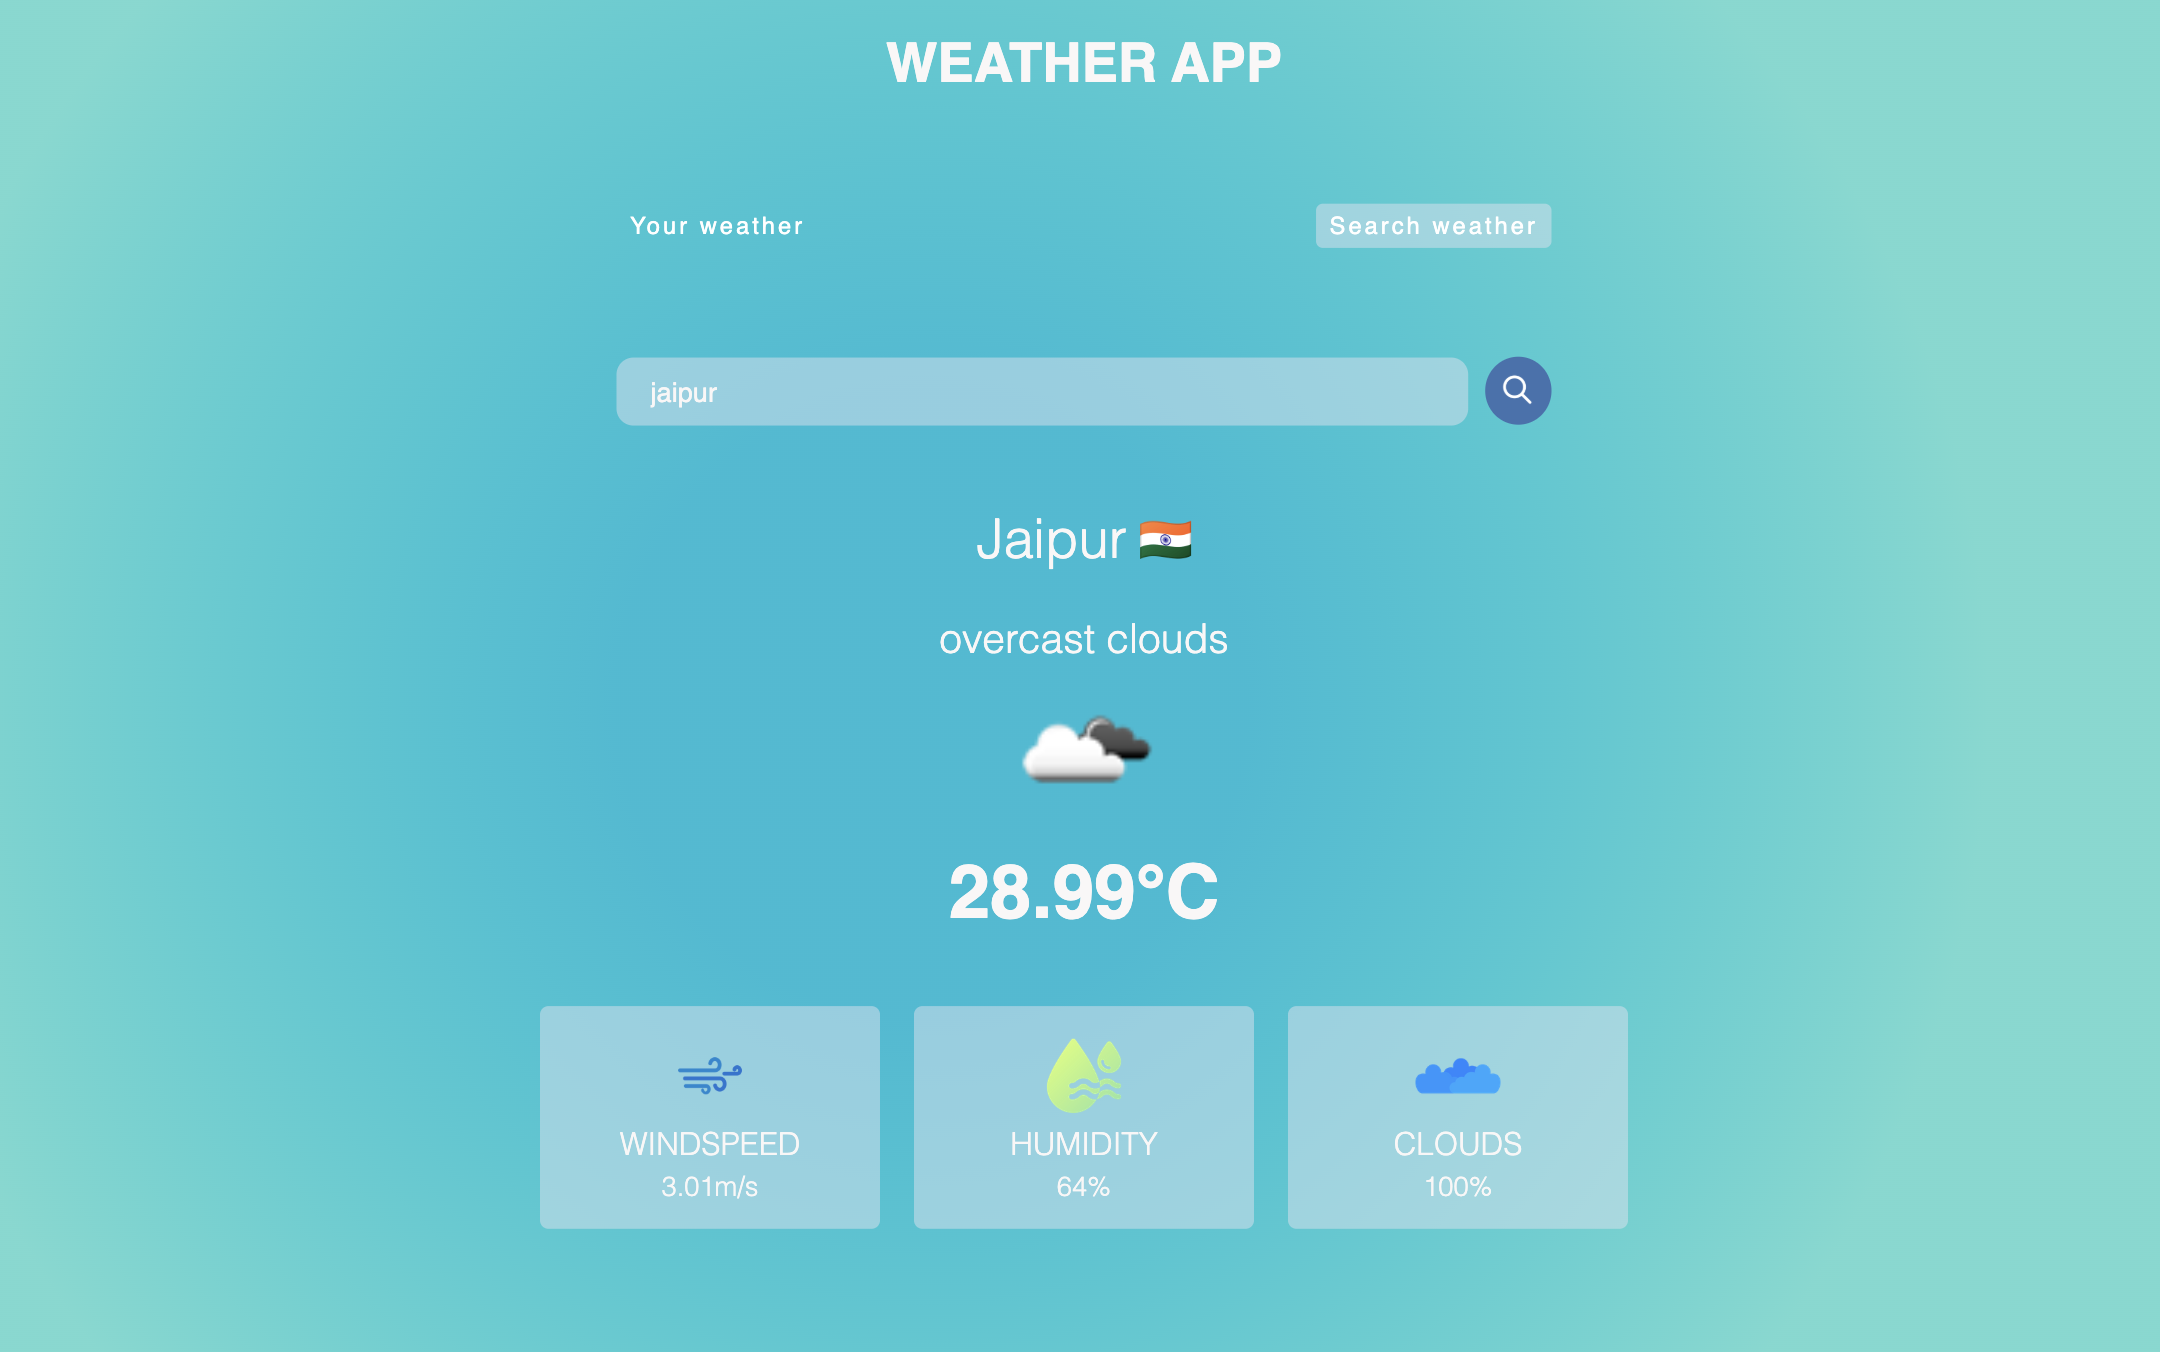 WEATHER APP
Your weather
Search weather
jaipur
Jaipur 🇮🇳
overcast clouds
28.99°C
WINDSPEED
3.01m/s
HUMIDITY
64%
CLOUDS
100%